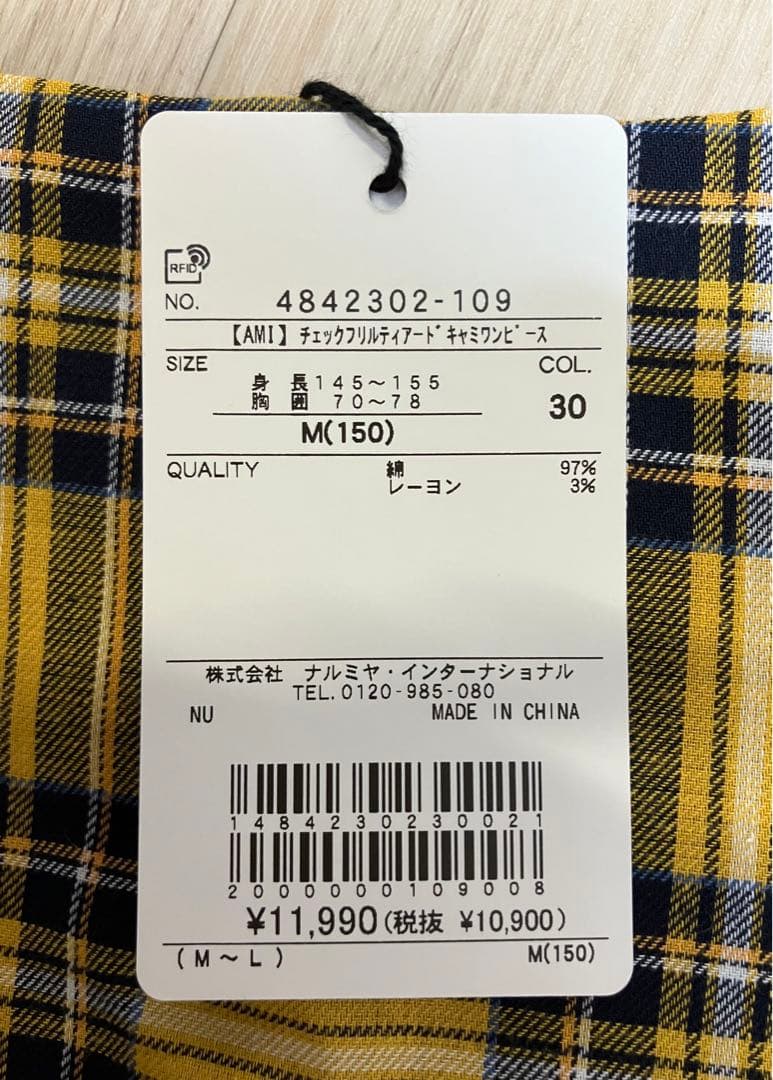 RFID
NO. 4842302-109
【AMI】ﾁｪｯｸﾌﾘﾙﾃｨｱｰﾄﾞｷｬﾐﾜﾝﾋﾟｰｽ
SIZE COL.
身 長145～155
胸 囲 70～78
30
M(150)
QUALITY 綿 97%
レーヨン 3%
株式会社 ナルミヤ・インターナショナル
TEL.0120-985-080
NU MADE IN CHINA
1484230230021
2000000109008
¥11,990(税抜 ¥10,900)
(M～L) M(150)